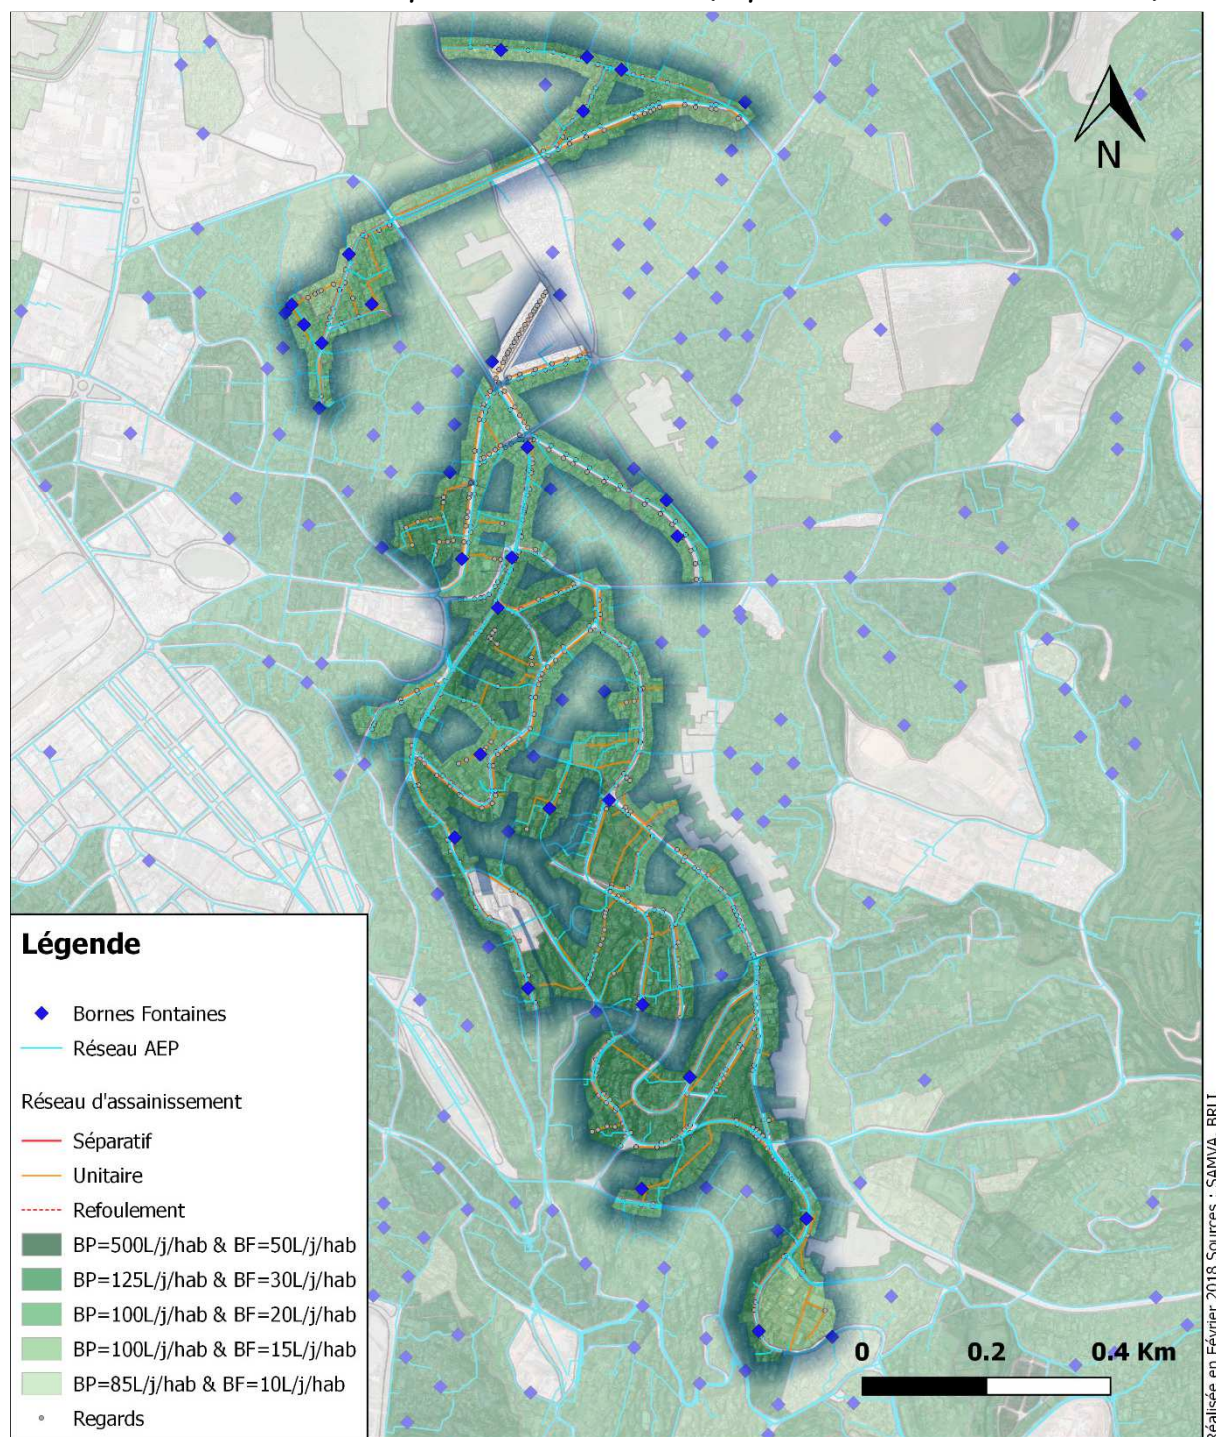 N
Légende
Bornes Fontaines
Réseau AEP
Réseau d'assainissement
Séparatif
Unitaire
Refoulement
BP=500L/j/hab & BF=50L/j/hab
BP=125L/j/hab & BF=30L/j/hab
BP=100L/j/hab & BF=20L/j/hab
BP=100L/j/hab & BF=15L/j/hab
BP=85L/j/hab & BF=10L/j/hab
Regards
0 0.2 0.4 Km
Réalisée en Février 2018 Sources : SAMVA, BRLI